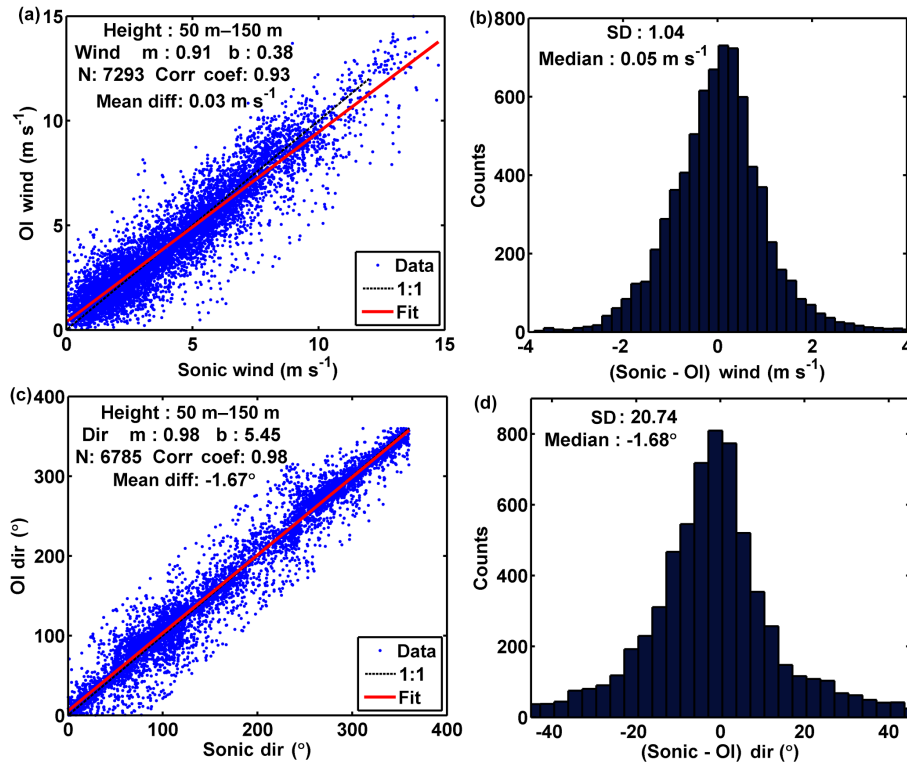 (a)
Height : 50 m–150 m
Wind m : 0.91 b : 0.38
N: 7293 Corr coef: 0.93
Mean diff: 0.03 m s⁻¹
15
10
5
0
OI wind (m s⁻¹)
Data
1:1
Fit
0 5 10 15
Sonic wind (m s⁻¹)
(b)
SD : 1.04
Median : 0.05 m s⁻¹
800
600
400
200
0
Counts
-4 -2 0 2 4
(Sonic - OI) wind (m s⁻¹)
(c)
Height : 50 m–150 m
Dir m : 0.98 b : 5.45
N: 6785 Corr coef: 0.98
Mean diff: -1.67°
400
300
200
100
0
OI dir (°)
Data
1:1
Fit
0 100 200 300 400
Sonic dir (°)
(d)
SD : 20.74
Median : -1.68°
800
600
400
200
0
Counts
-40 -20 0 20 40
(Sonic - OI) dir (°)